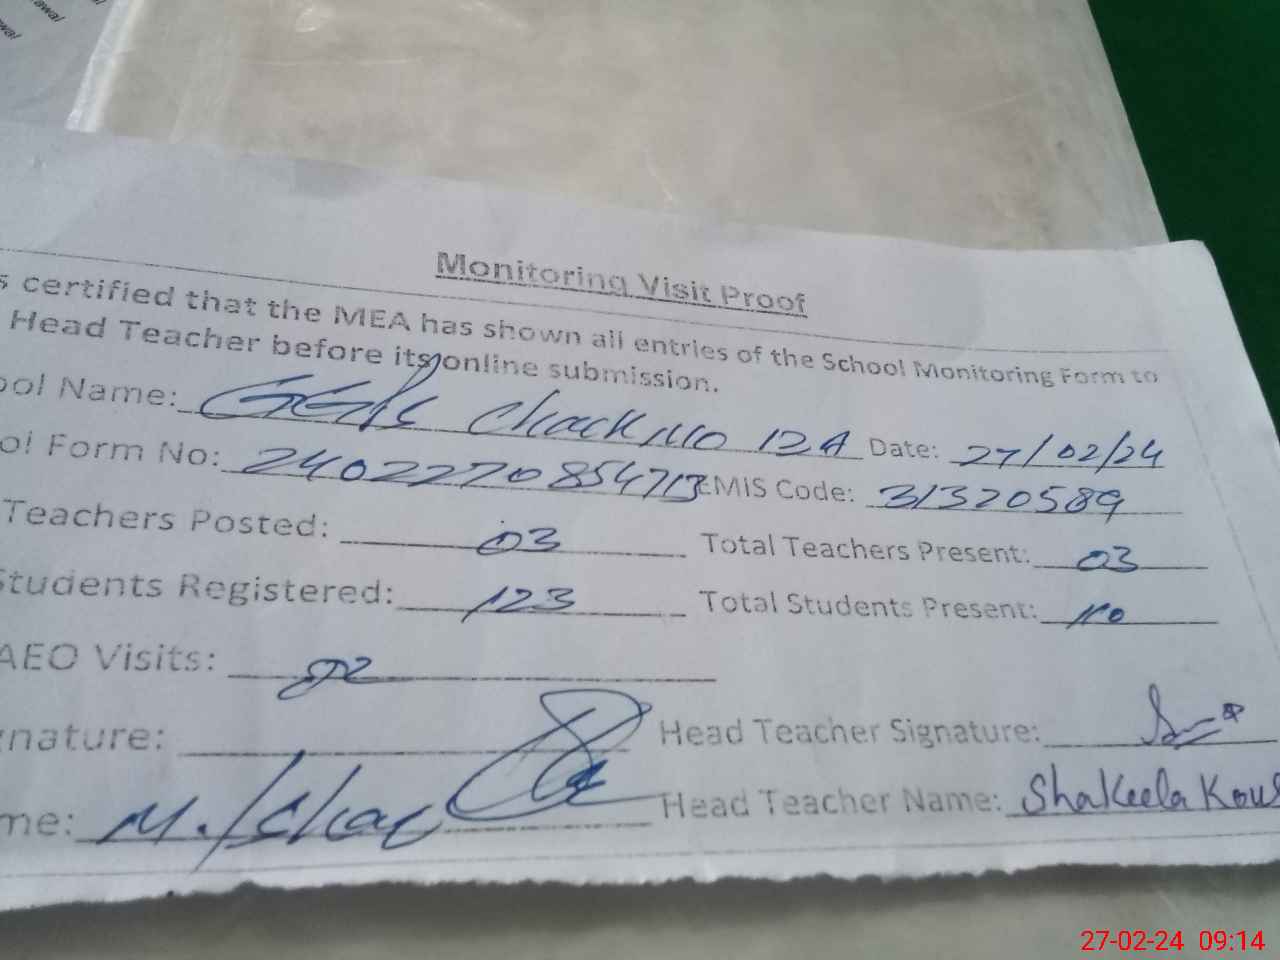 Monitoring Visit Proof
certified that the MEA has shown all entries of the School Monitoring Form to
Head Teacher before its online submission.
ool Name: GGPS Chack No 12A Date: 27/02/24
ol Form No: 2402270854713 EMIS Code: 31320589
Teachers Posted: 03 Total Teachers Present: 03
Students Registered: 123 Total Students Present: 110
AEO Visits: 02
nature: Head Teacher Signature:
me: M. Head Teacher Name: Shakeela Kous
27-02-24 09:14